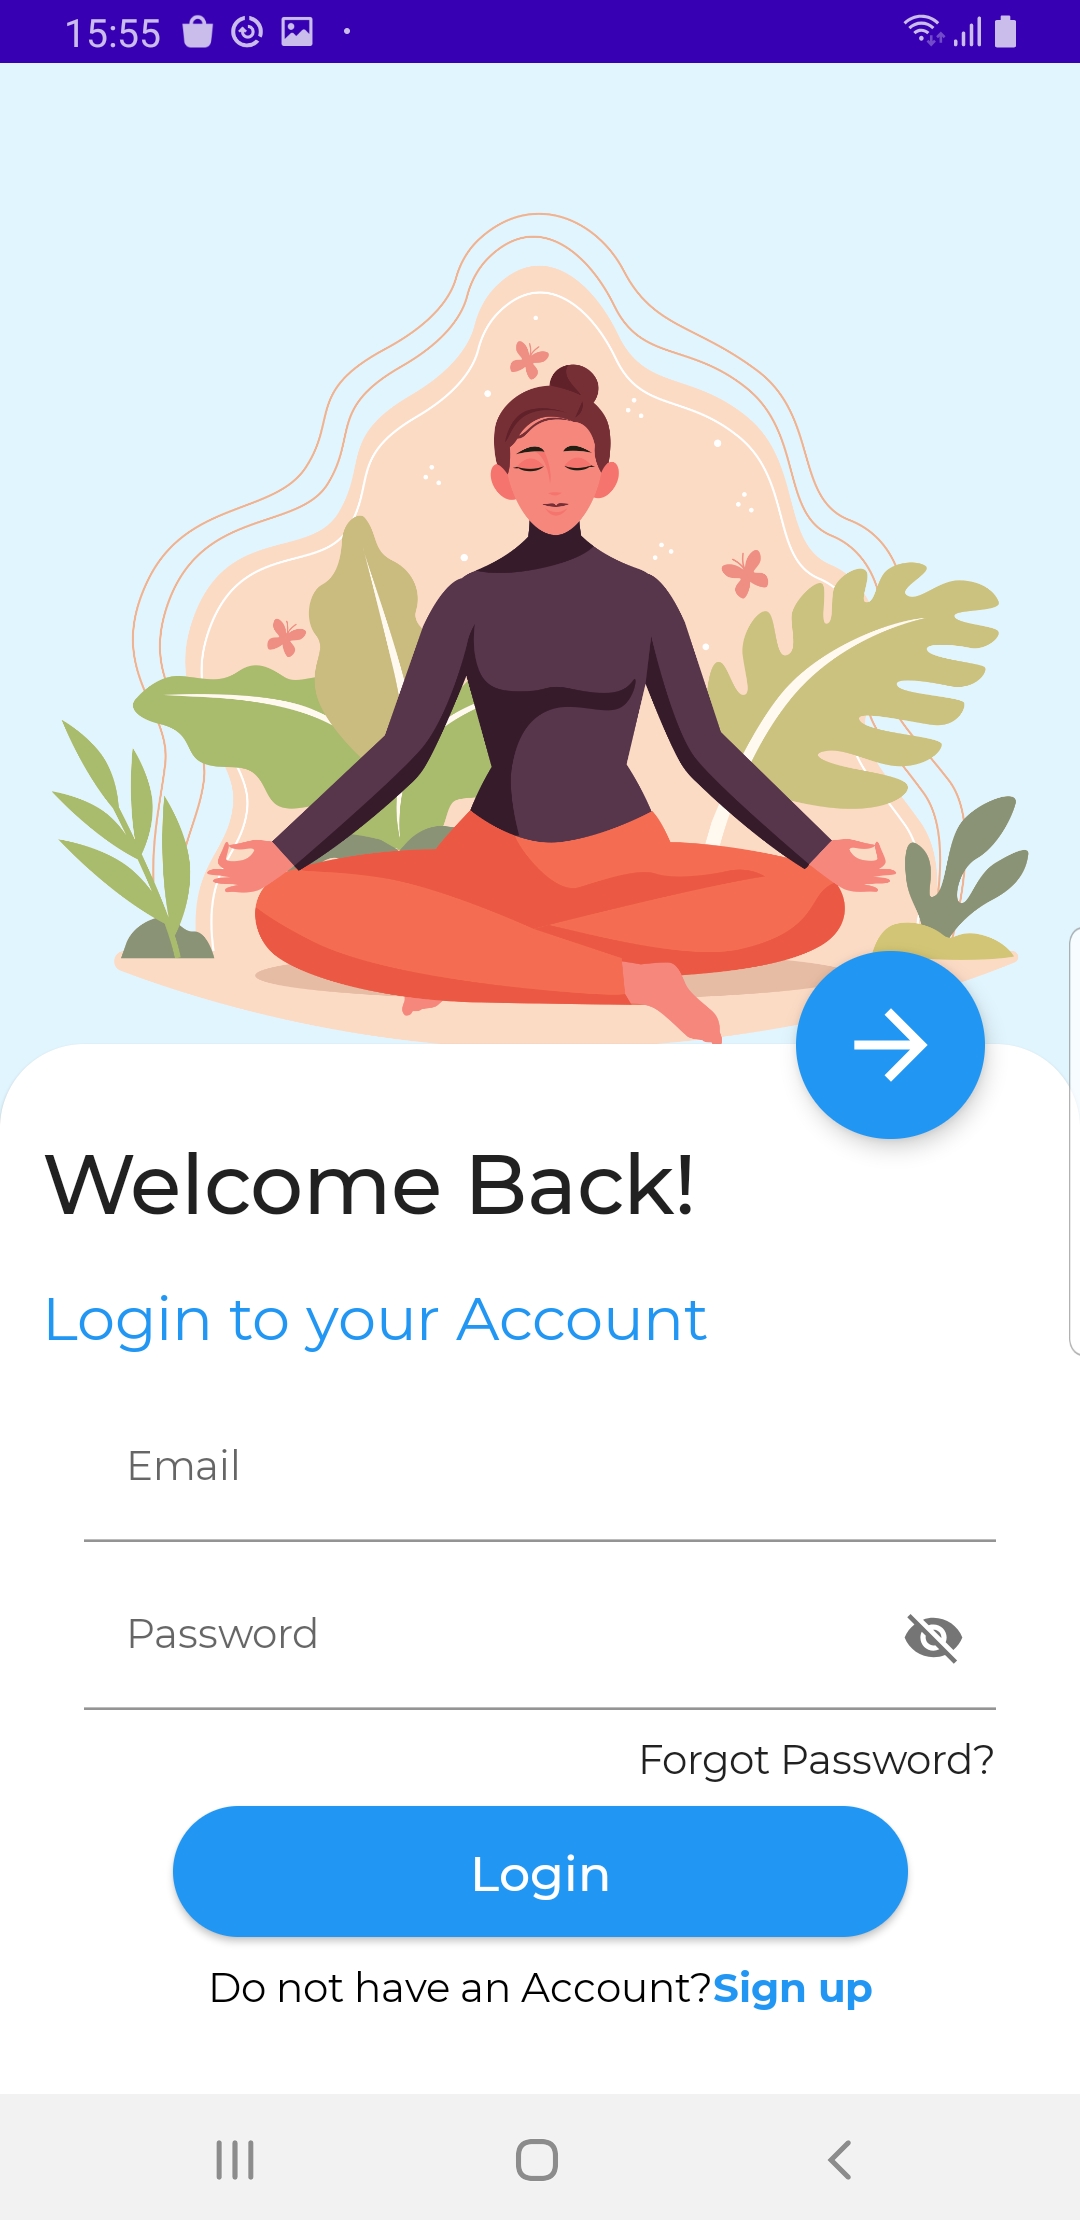 15:55
Welcome Back!
Login to your Account
Email
Password
Forgot Password?
Login
Do not have an Account?Sign up